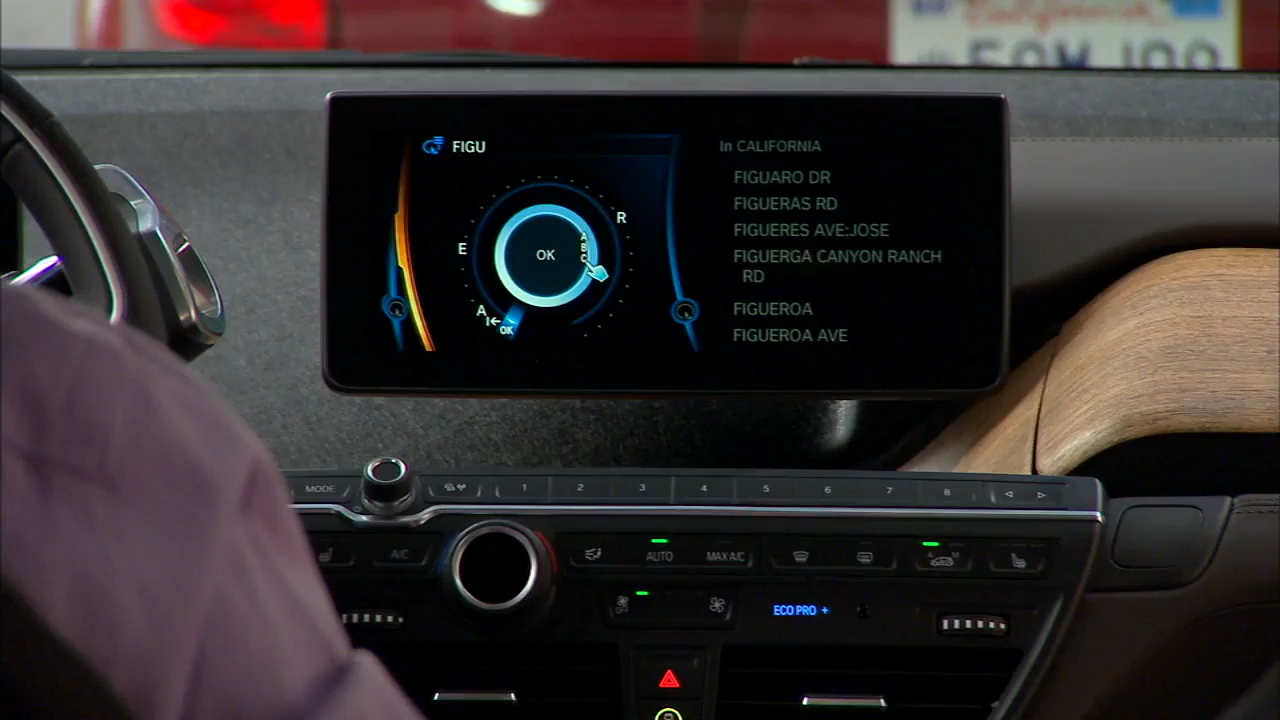 California
FIGU
In CALIFORNIA
FIGUARO DR
FIGUERAS RD
FIGUERES AVE;JOSE
FIGUERGA CANYON RANCH
RD
FIGUEROA
FIGUEROA AVE
R
E
OK
A
B
C
A
OK
MODE
1 2 3 4 5 6 7 8
A/C
AUTO
MAX A/C
A M
ECO PRO +